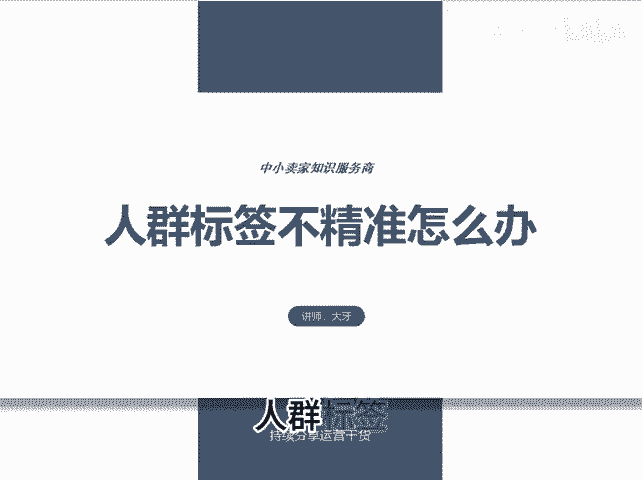 中小卖家知识服务商
人群标签不精准怎么办
讲师：大牙
人群标签
持续分享运营干货